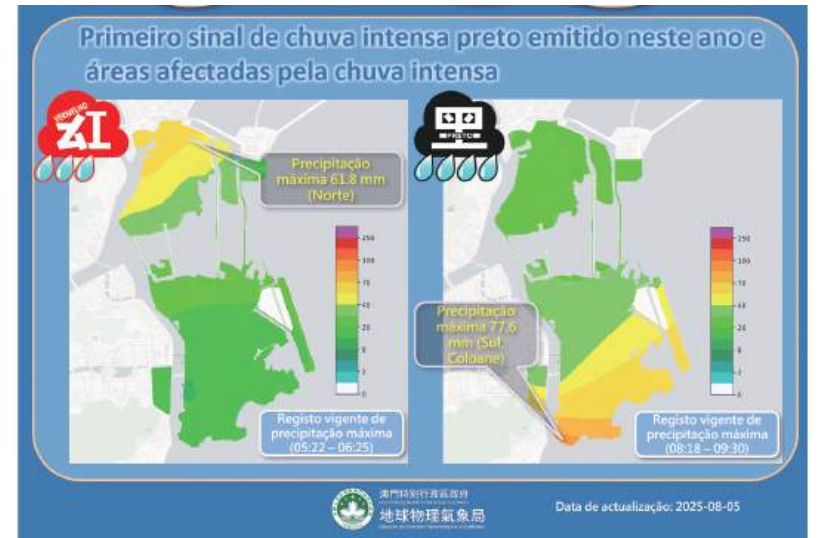 Primeiro sinal de chuva intensa preto emitido neste ano e
áreas afectadas pela chuva intensa
VERMELHO
PRETO
Precipitação
máxima 61.8 mm
(Norte)
250
100
70
40
20
8
2
0
Registo vigente de
precipitação máxima
(05:22 – 06:25)
Precipitação
máxima 77.6
mm (Sul,
Coloane)
250
100
70
40
20
8
2
0
Registo vigente de
precipitação máxima
(08:18 – 09:30)
澳門特別行政區政府
地球物理氣象局
Data de actualização: 2025-08-05